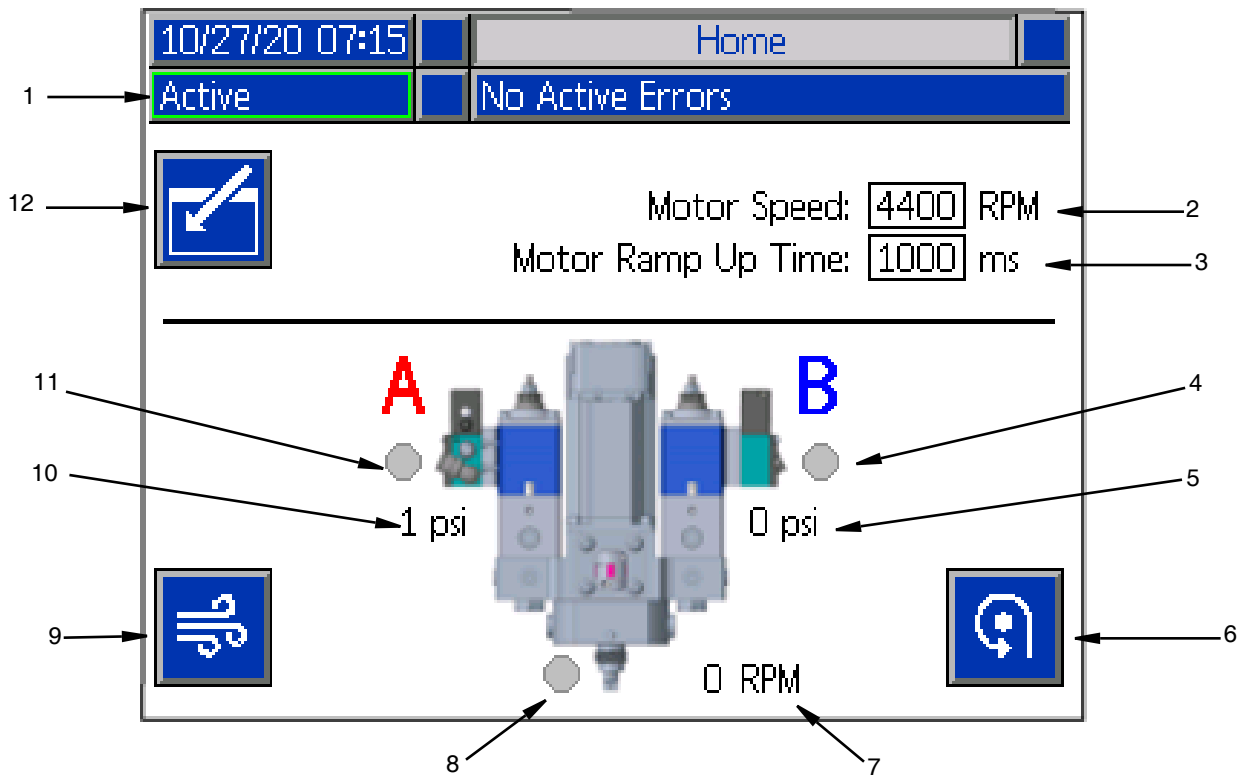 10/27/20 07:15
Home
1
Active
No Active Errors
12
Motor Speed: 4400 RPM
2
Motor Ramp Up Time: 1000 ms
3
11
A
B
4
10
1 psi
0 psi
5
9
6
0 RPM
8
7